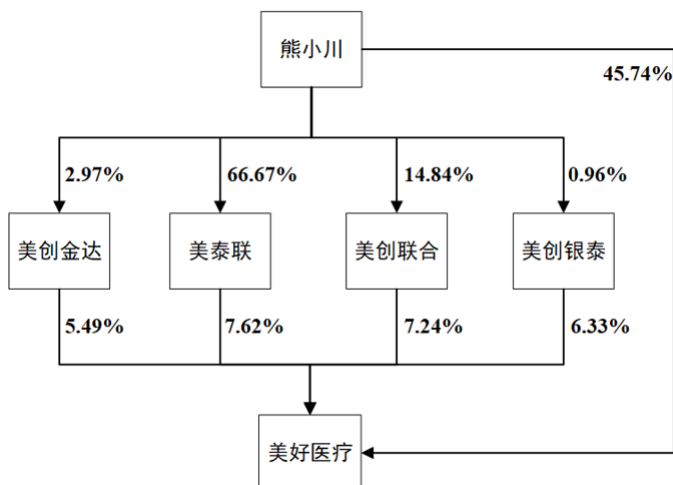 熊小川
45.74%
2.97%
66.67%
14.84%
0.96%
美创金达
美泰联
美创联合
美创银泰
5.49%
7.62%
7.24%
6.33%
美好医疗